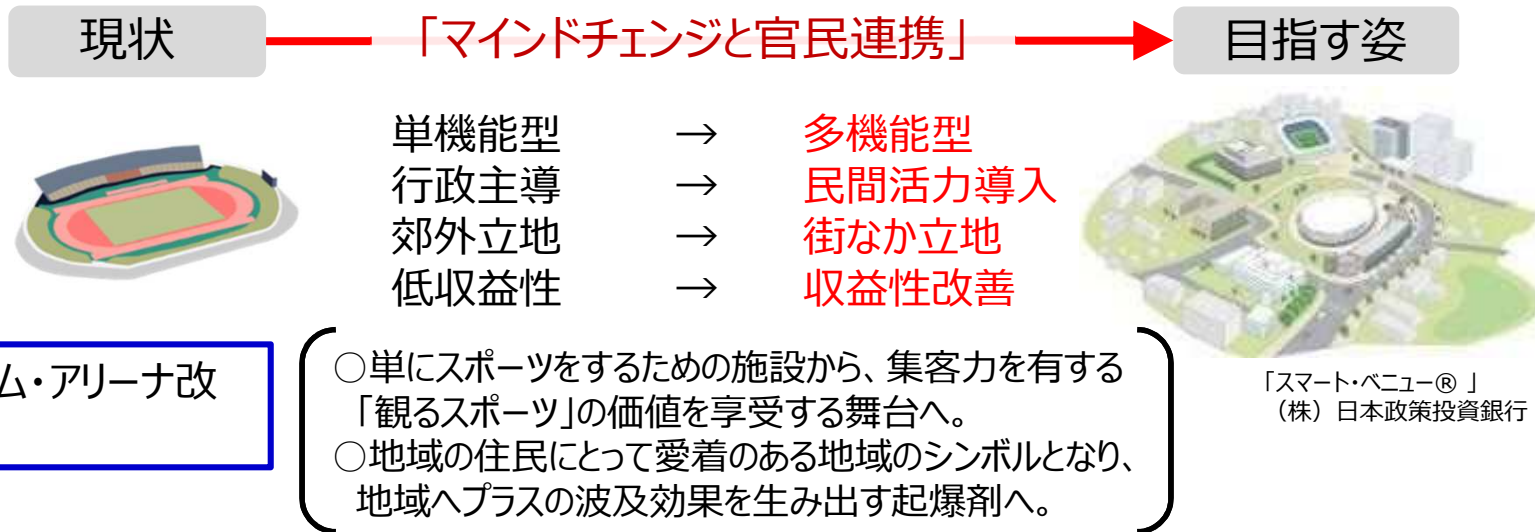 現状
「マインドチェンジと官民連携」
目指す姿
単機能型 → 多機能型
行政主導 → 民間活力導入
郊外立地 → 街なか立地
低収益性 → 収益性改善
ム・アリーナ改
○単にスポーツをするための施設から、集客力を有する
「観るスポーツ」の価値を享受する舞台へ。
○地域の住民にとって愛着のある地域のシンボルとなり、
地域へプラスの波及効果を生み出す起爆剤へ。
「スマート・ベニュー® 」
（株）日本政策投資銀行